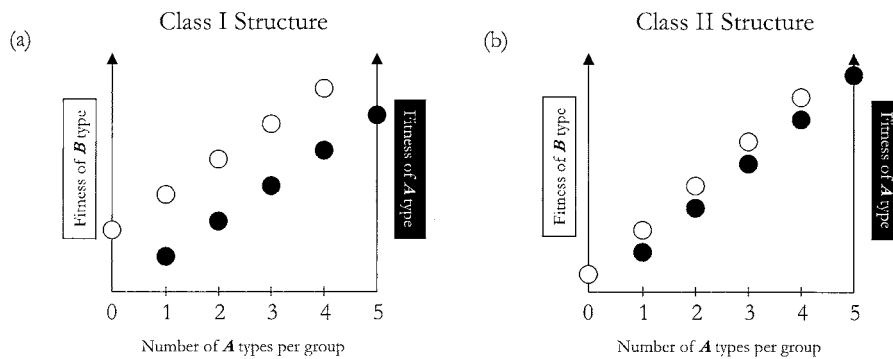 Class I Structure
(a)
Fitness of B type
Fitness of A type
0 1 2 3 4 5
Number of A types per group
Class II Structure
(b)
Fitness of B type
Fitness of A type
0 1 2 3 4 5
Number of A types per group